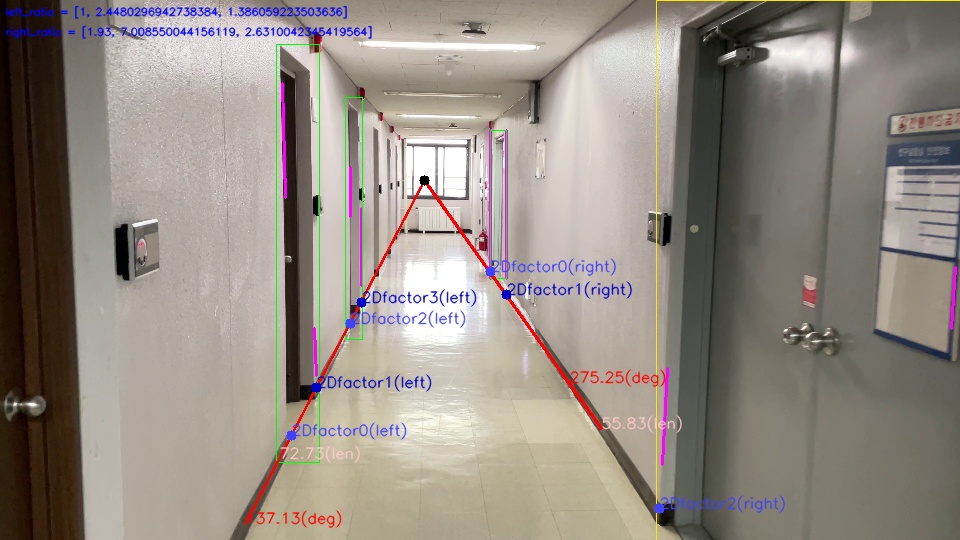 left_ratio = [1, 2.4480296942738384, 1.386059223503636]
right_ratio = [1.93, 7.008550044156119, 2.6310042345419564]
2Dfactor0(right)
2Dfactor1(right)
2Dfactor3(left)
2Dfactor2(left)
275.25(deg)
2Dfactor1(left)
55.83(len)
2Dfactor0(left)
72.73(len)
2Dfactor2(right)
37.13(deg)